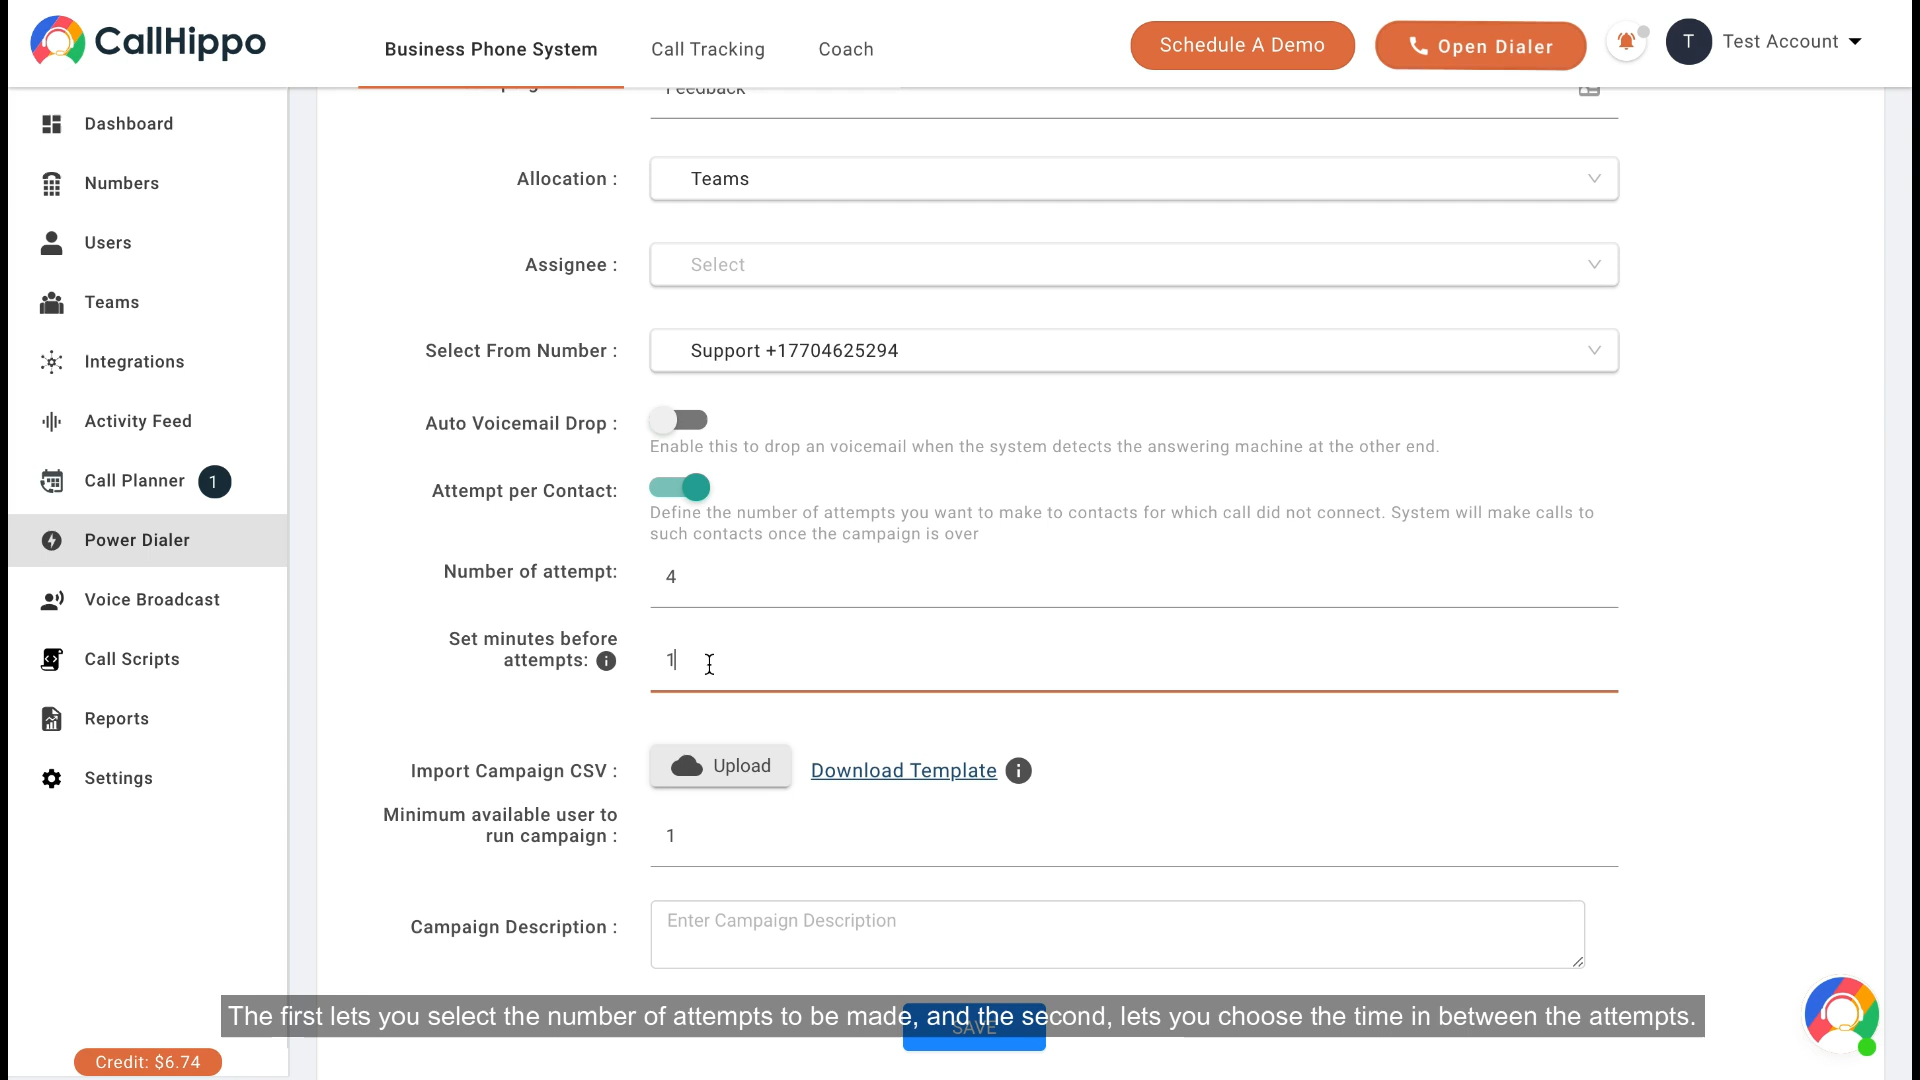 CallHippo
Business Phone System
Call Tracking
Coach
Schedule A Demo
Open Dialer
T
Test Account
Dashboard
Numbers
Users
Teams
Integrations
Activity Feed
Call Planner 1
Power Dialer
Voice Broadcast
Call Scripts
Reports
Settings
Credit: $6.74
Feedback
Allocation : Teams
Assignee : Select
Select From Number : Support +17704625294
Auto Voicemail Drop :
Enable this to drop an voicemail when the system detects the answering machine at the other end.
Attempt per Contact:
Define the number of attempts you want to make to contacts for which call did not connect. System will make calls to
such contacts once the campaign is over
Number of attempt: 4
Set minutes before
attempts: 1
Import Campaign CSV : Upload Download Template
Minimum available user to
run campaign : 1
Campaign Description : Enter Campaign Description
SAVE
The first lets you select the number of attempts to be made, and the second, lets you choose the time in between the attempts.